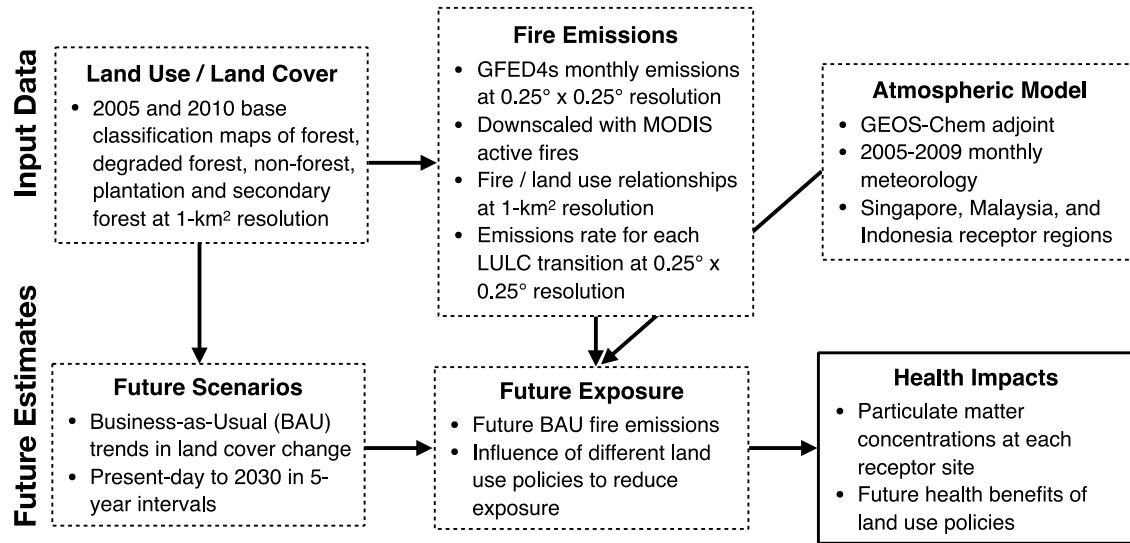 Input Data
Land Use / Land Cover
• 2005 and 2010 base
classification maps of forest,
degraded forest, non-forest,
plantation and secondary
forest at 1-km² resolution
Fire Emissions
• GFED4s monthly emissions
at 0.25° x 0.25° resolution
• Downscaled with MODIS
active fires
• Fire / land use relationships
at 1-km² resolution
• Emissions rate for each
LULC transition at 0.25° x
0.25° resolution
Atmospheric Model
• GEOS-Chem adjoint
• 2005-2009 monthly
meteorology
• Singapore, Malaysia, and
Indonesia receptor regions
Future Estimates
Future Scenarios
• Business-as-Usual (BAU)
trends in land cover change
• Present-day to 2030 in 5-
year intervals
Future Exposure
• Future BAU fire emissions
• Influence of different land
use policies to reduce
exposure
Health Impacts
• Particulate matter
concentrations at each
receptor site
• Future health benefits of
land use policies